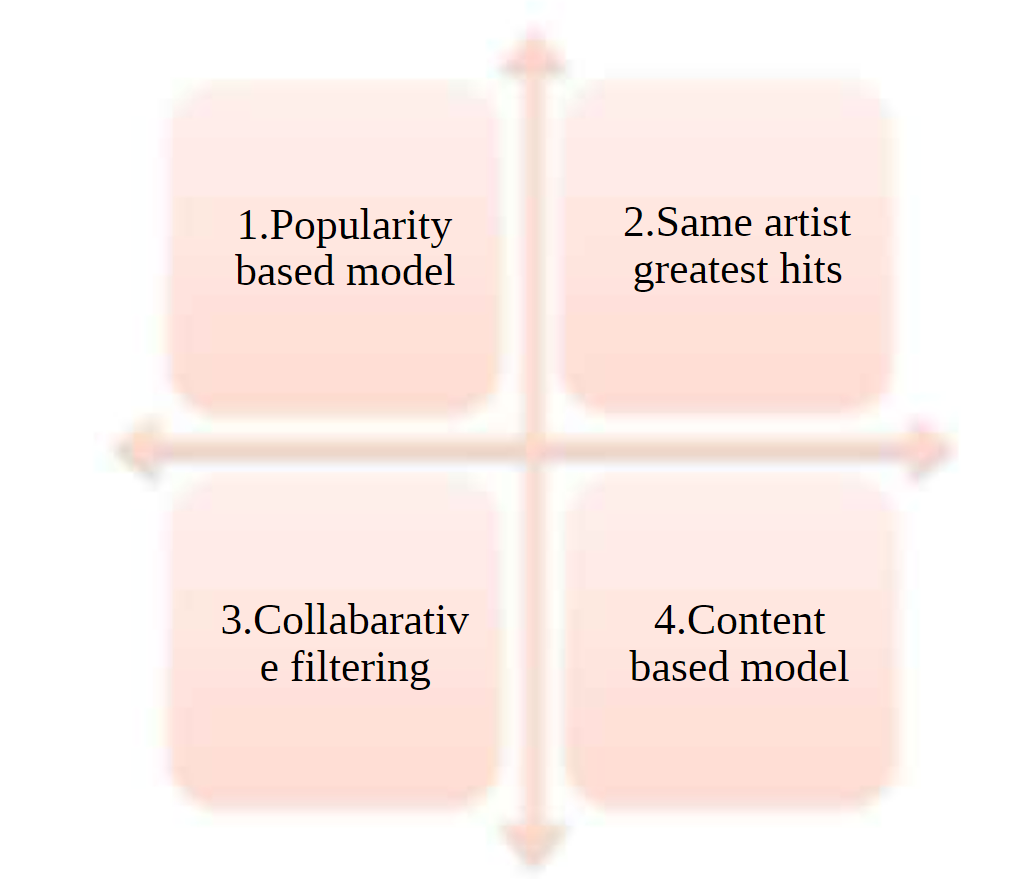 1.Popularity
based model
2.Same artist
greatest hits
3.Collabarativ
e filtering
4.Content
based model